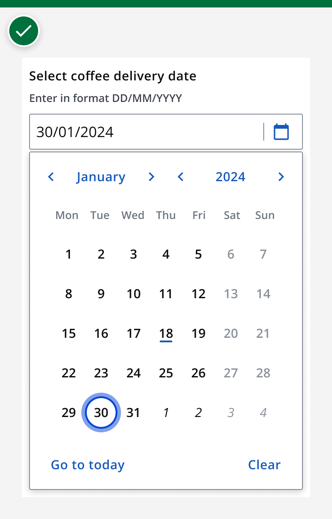 Select coffee delivery date
Enter in format DD/MM/YYYY
30/01/2024
January 2024
Mon Tue Wed Thu Fri Sat Sun
1 2 3 4 5 6 7
8 9 10 11 12 13 14
15 16 17 18 19 20 21
22 23 24 25 26 27 28
29 30 31 1 2 3 4
Go to today Clear